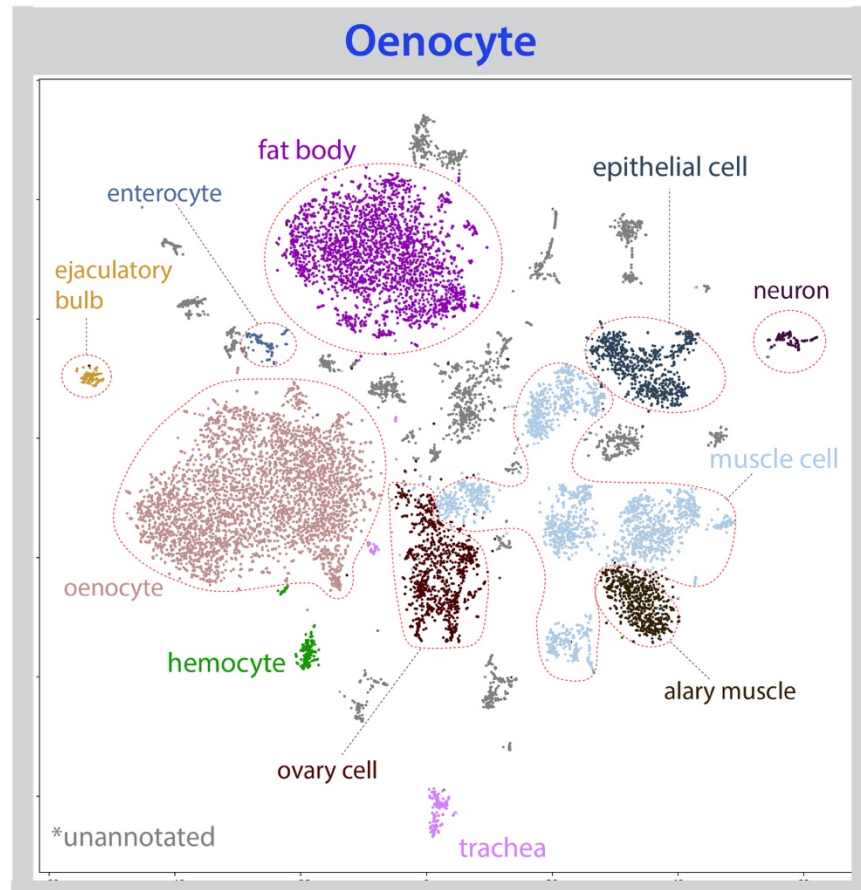 Oenocyte
fat body
epithelial cell
enterocyte
ejaculatory
bulb
neuron
muscle cell
oenocyte
hemocyte
alary muscle
ovary cell
*unannotated
trachea